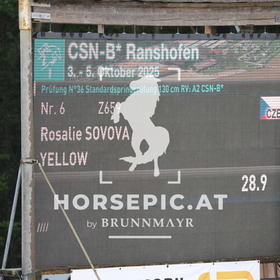 CSN-B* Ranshofen
3. - 5. Oktober 2025
Prüfung N°36 Standardspringprüfung 130 cm RV: A2 CSN-B*
Nr. 6 Z659
Rosalie SOVOVA
CZE
YELLOW
28.9
HORSEPIC.AT
by BRUNNMAYR
////